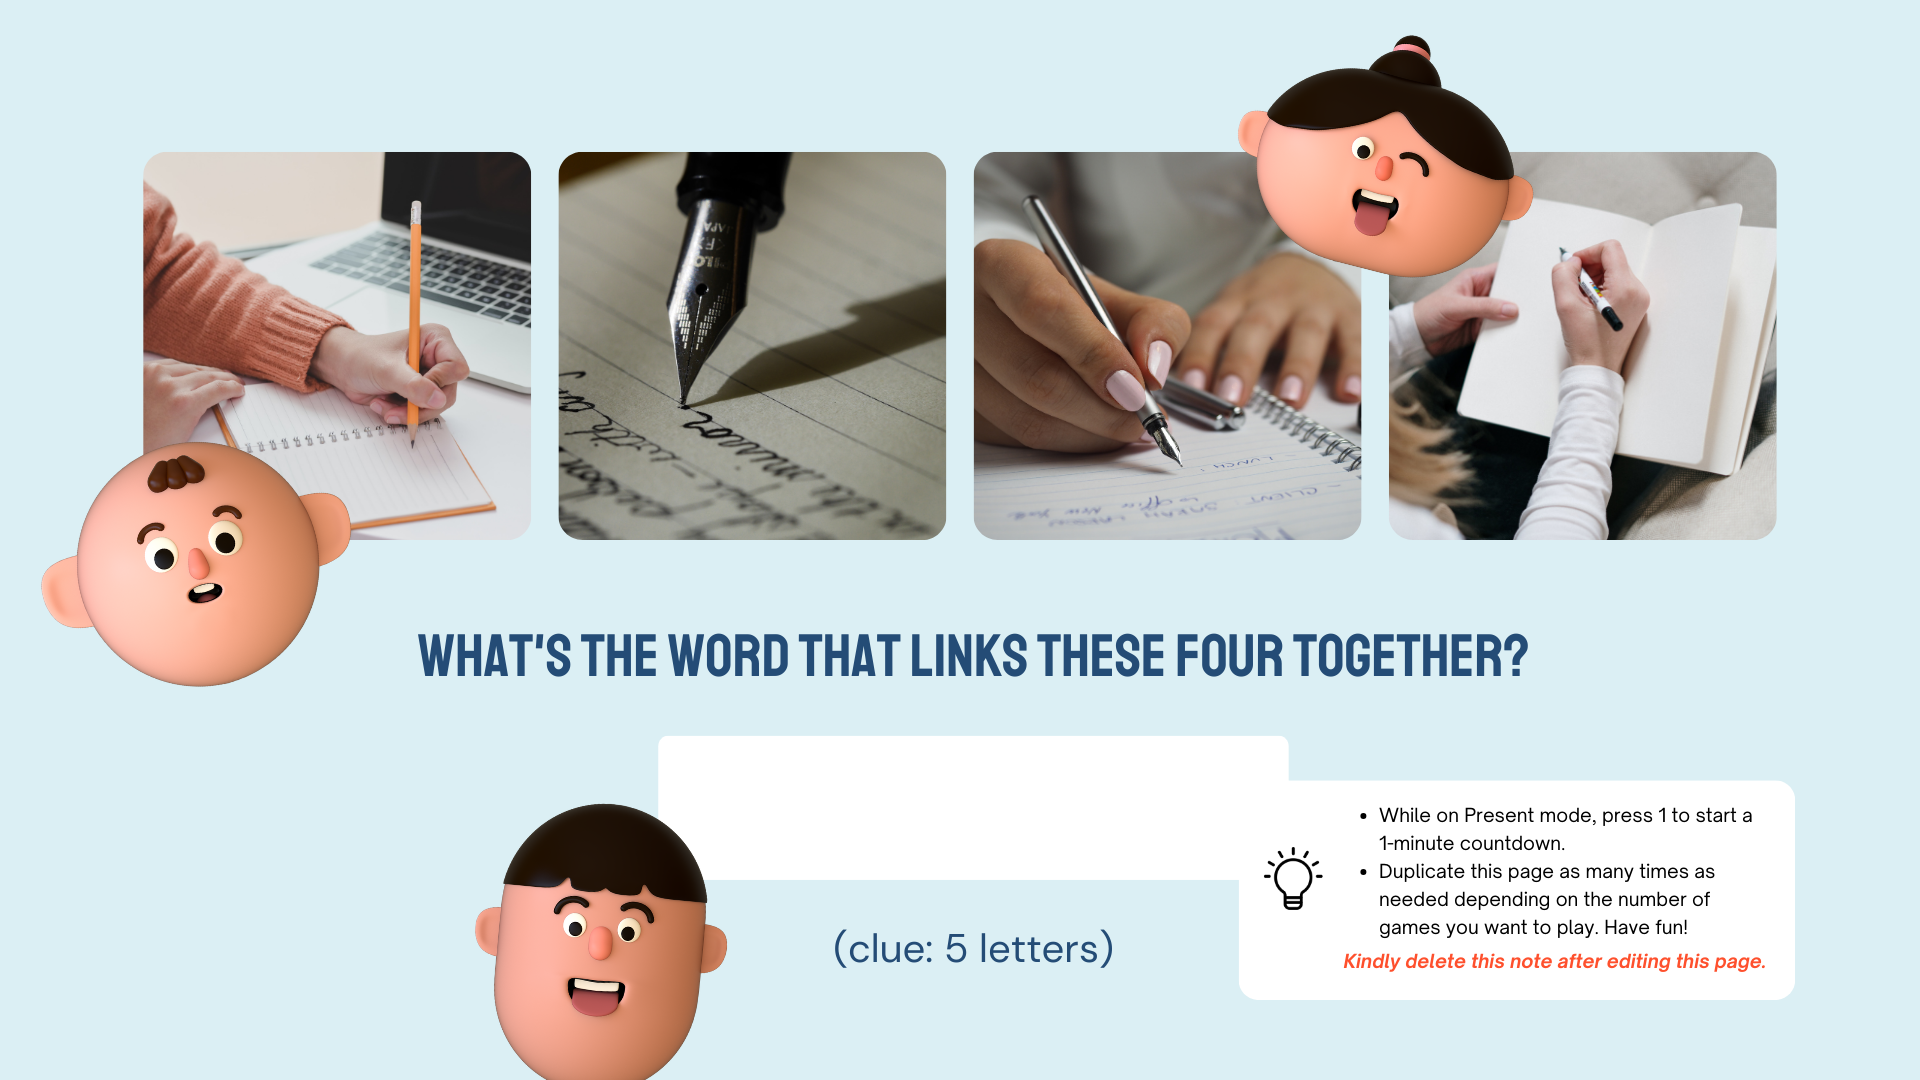 WHAT'S THE WORD THAT LINKS THESE FOUR TOGETHER?
(clue: 5 letters)
• While on Present mode, press 1 to start a
1-minute countdown.
• Duplicate this page as many times as
needed depending on the number of
games you want to play. Have fun!
Kindly delete this note after editing this page.